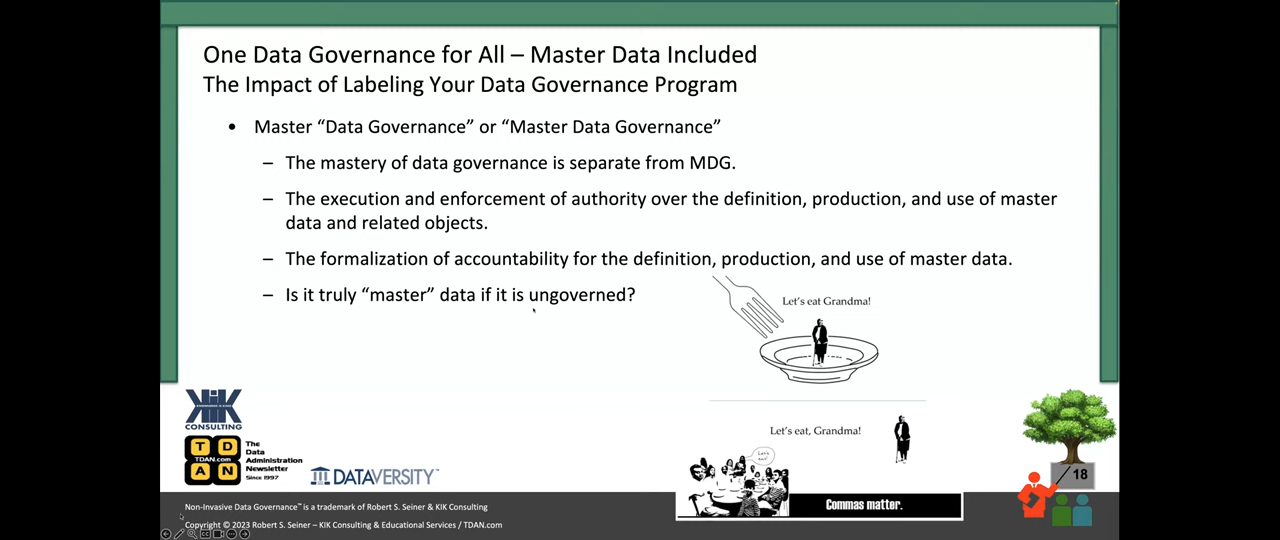 One Data Governance for All – Master Data Included
The Impact of Labeling Your Data Governance Program
• Master “Data Governance” or “Master Data Governance”
– The mastery of data governance is separate from MDG.
– The execution and enforcement of authority over the definition, production, and use of master
data and related objects.
– The formalization of accountability for the definition, production, and use of master data.
– Is it truly “master” data if it is ungoverned?
Let's eat Grandma!
Let's eat, Grandma!
Let's
eat!
Commas matter.
KIK
CONSULTING
T D
TDAN.com
A N
The
Data
Administration
Newsletter
Since 1997
DATAVERSITY™
18
Non-Invasive Data Governance™ is a trademark of Robert S. Seiner & KIK Consulting
Copyright © 2023 Robert S. Seiner – KIK Consulting & Educational Services / TDAN.com